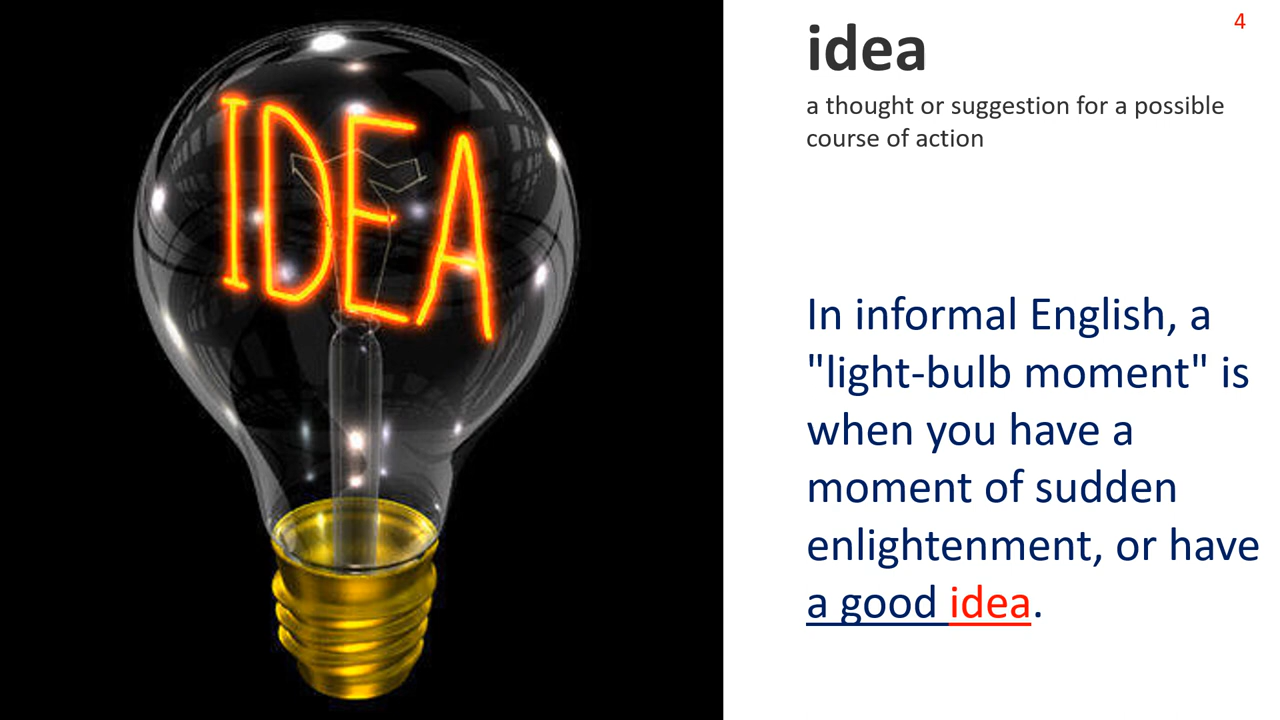 IDEA
4
idea
a thought or suggestion for a possible
course of action
In informal English, a
"light-bulb moment" is
when you have a
moment of sudden
enlightenment, or have
a good idea.